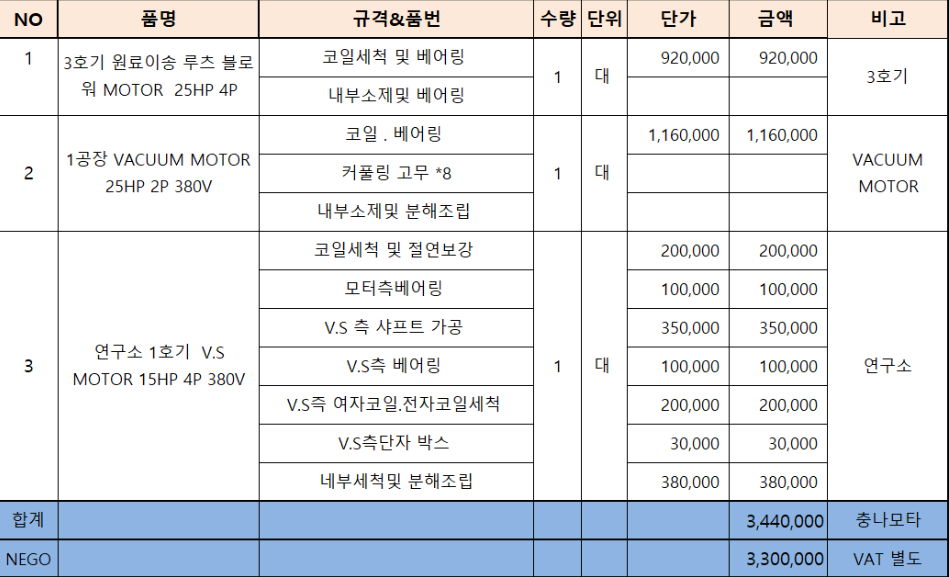 NO 품명 규격&품번 수량 단위 단가 금액 비고
1 3호기 원료이송 루츠 블로 코일세척 및 베어링 1 대 920,000 920,000 3호기
워 MOTOR 25HP 4P 내부소제및 베어링
2 1공장 VACUUM MOTOR 코일 . 베어링 1 대 1,160,000 1,160,000 VACUUM
25HP 2P 380V 커풀링 고무 *8 MOTOR
내부소제및 분해조립
3 연구소 1호기 V.S 코일세척 및 절연보강 1 대 200,000 200,000 연구소
MOTOR 15HP 4P 380V 모터측베어링 100,000 100,000
V.S 측 샤프트 가공 350,000 350,000
V.S측 베어링 100,000 100,000
V.S즉 여자코일.전자코일세척 200,000 200,000
V.S측단자 박스 30,000 30,000
네부세척및 분해조립 380,000 380,000
합계 3,440,000 충나모타
NEGO 3,300,000 VAT 별도